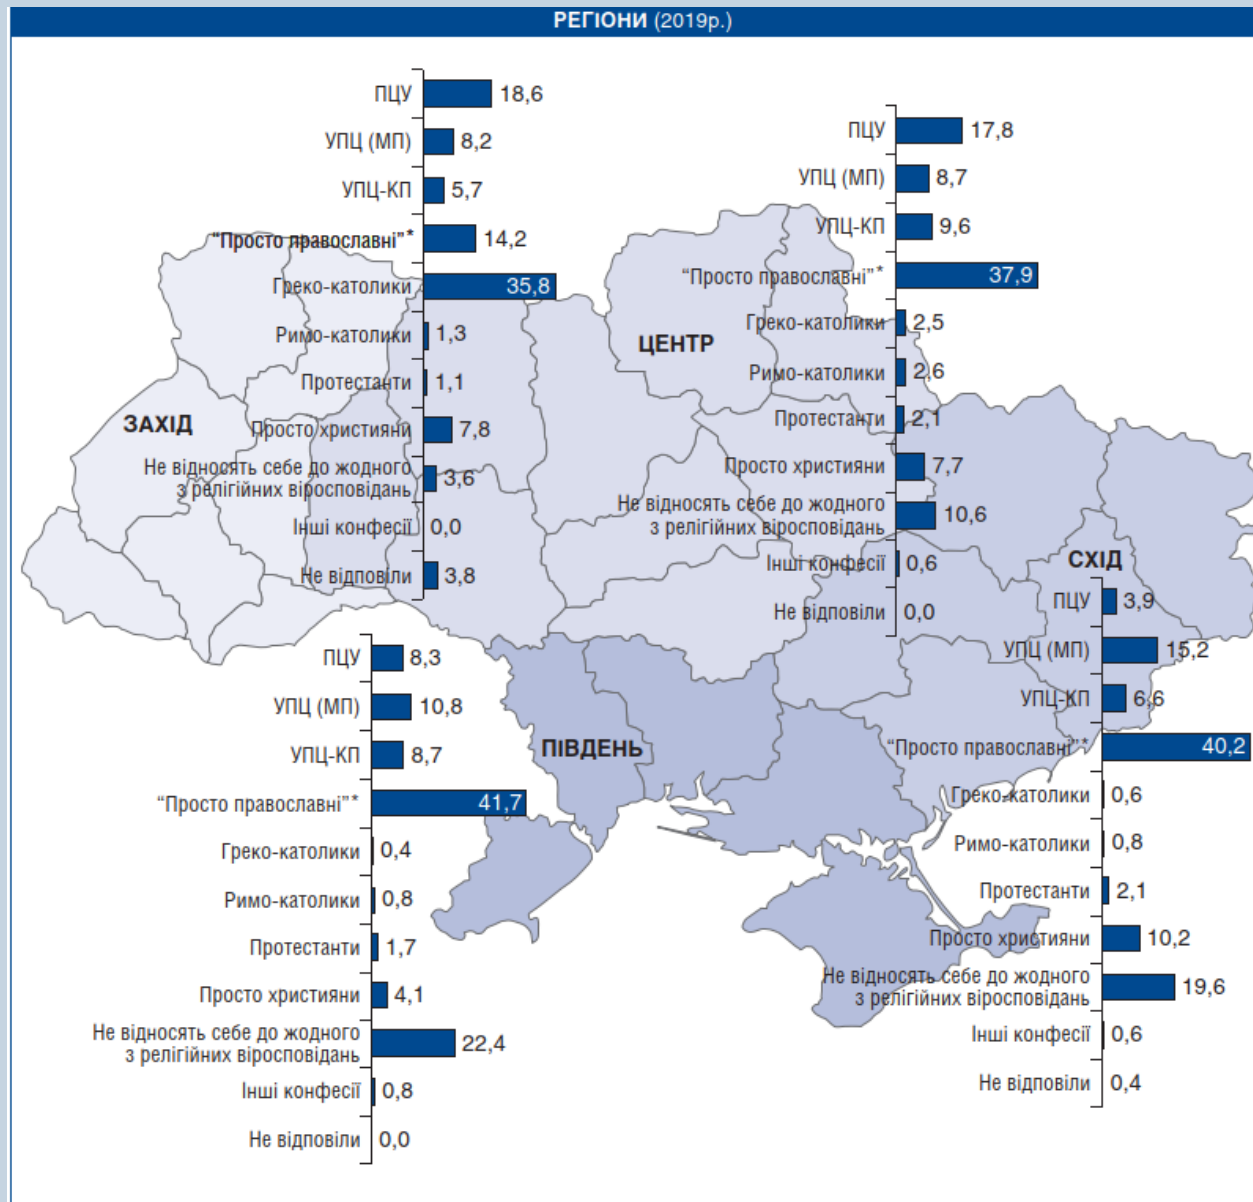 РЕГІОНИ (2019р.)
ПЦУ 18,6
УПЦ (МП) 8,2
УПЦ-КП 5,7
“Просто православні”* 14,2
Греко-католики 35,8
Римо-католики 1,3
Протестанти 1,1
ЗАХІД
Просто християни 7,8
Не відносять себе до жодного
з релігійних віросповідань 3,6
Інші конфесії 0,0
Не відповіли 3,8
ПЦУ 17,8
УПЦ (МП) 8,7
УПЦ-КП 9,6
“Просто православні”* 37,9
Греко-католики 2,5
ЦЕНТР
Римо-католики 2,6
Протестанти 2,1
Просто християни 7,7
Не відносять себе до жодного
з релігійних віросповідань 10,6
Інші конфесії 0,6
Не відповіли 0,0
ПЦУ 8,3
УПЦ (МП) 10,8
УПЦ-КП 8,7
ПІВДЕНЬ
“Просто православні”* 41,7
Греко-католики 0,4
Римо-католики 0,8
Протестанти 1,7
Просто християни 4,1
Не відносять себе до жодного
з релігійних віросповідань 22,4
Інші конфесії 0,8
Не відповіли 0,0
СХІД
ПЦУ 3,9
УПЦ (МП) 15,2
УПЦ-КП 6,6
“Просто православні”* 40,2
Греко-католики 0,6
Римо-католики 0,8
Протестанти 2,1
Просто християни 10,2
Не відносять себе до жодного
з релігійних віросповідань 19,6
Інші конфесії 0,6
Не відповіли 0,4